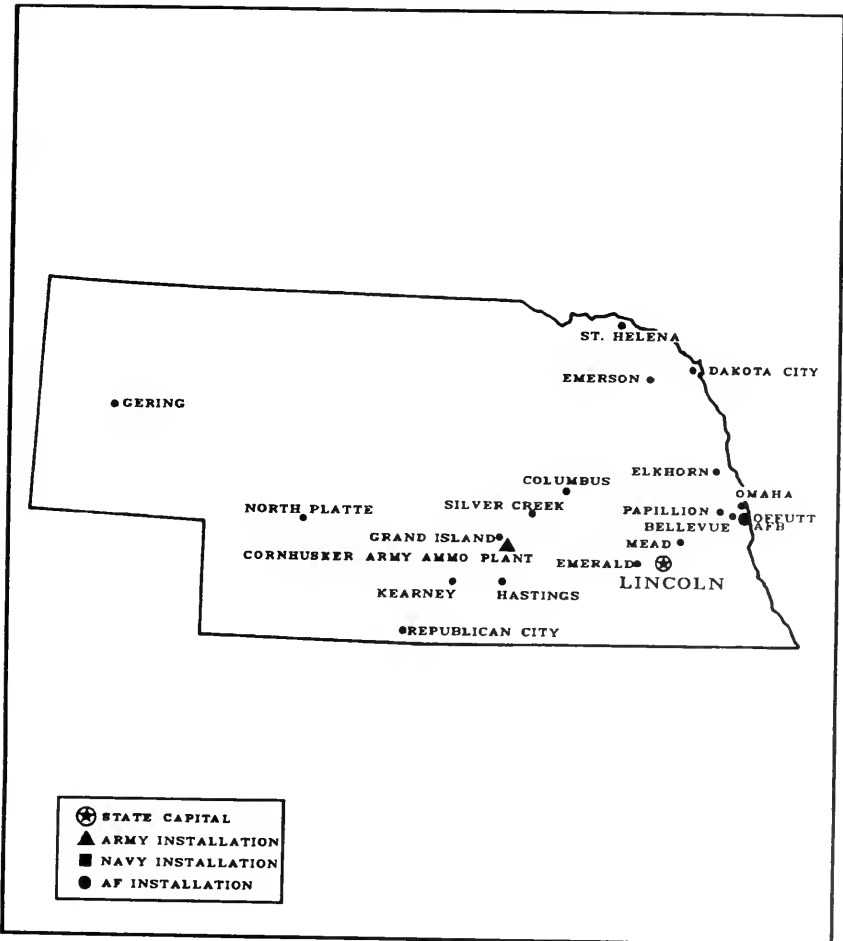 ST. HELENA
DAKOTA CITY
EMERSON
GERING
ELKHORN
COLUMBUS
OMAHA
NORTH PLATTE
SILVER CREEK
PAPILLION
OFFUTT
BELLEVUE
AFB
GRAND ISLAND
MEAD
CORNHUSKER ARMY AMMO PLANT
EMERALD
LINCOLN
KEARNEY
HASTINGS
REPUBLICAN CITY
STATE CAPITAL
ARMY INSTALLATION
NAVY INSTALLATION
AF INSTALLATION